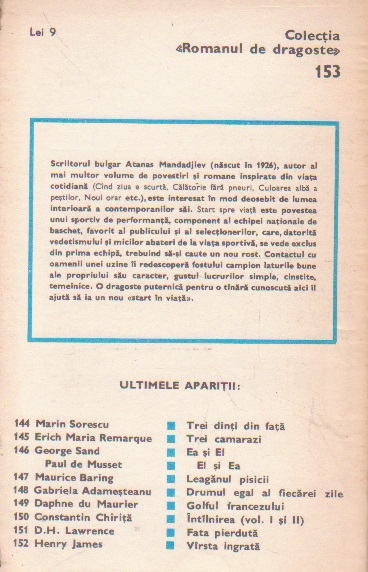 Lei 9
Colecția
«Romanul de dragoste»
153
Scriitorul bulgar Atanas Mandadjiev (născut în 1926), autor al
mai multor volume de povestiri și romane inspirate din viața
cotidiană (Cînd ziua e scurtă, Călătorie fără pneuri, Culoarea albă a
peștilor, Noul orar etc.), este interesat în mod deosebit de lumea
interioară a contemporanilor săi. Start spre viață este povestea
unui sportiv de performanță, component al echipei naționale de
baschet, favorit al publicului și al selecționerilor, care, datorită
vedetismului și micilor abateri de la viața sportivă, se vede exclus
din prima echipă, trebuind să-și caute un nou rost. Contactul cu
oamenii unei uzine îi redescoperă fostului campion laturile bune
ale propriului său caracter, gustul lucrurilor simple, cinstite,
temeinice. O dragoste puternică pentru o tînără cunoscută aici îl
ajută să ia un nou «start în viață».
ULTIMELE APARIȚII:
144 Marin Sorescu Trei dinți din față
145 Erich Maria Remarque Trei camarazi
146 George Sand Ea și El
Paul de Musset El și Ea
147 Maurice Baring Leagănul pisicii
148 Gabriela Adameșteanu Drumul egal al fiecărei zile
149 Daphne du Maurier Golful francezului
150 Constantin Chiriță Întîlnirea (vol. I și II)
151 D.H. Lawrence Fata pierdută
152 Henry James Vîrsta ingrată